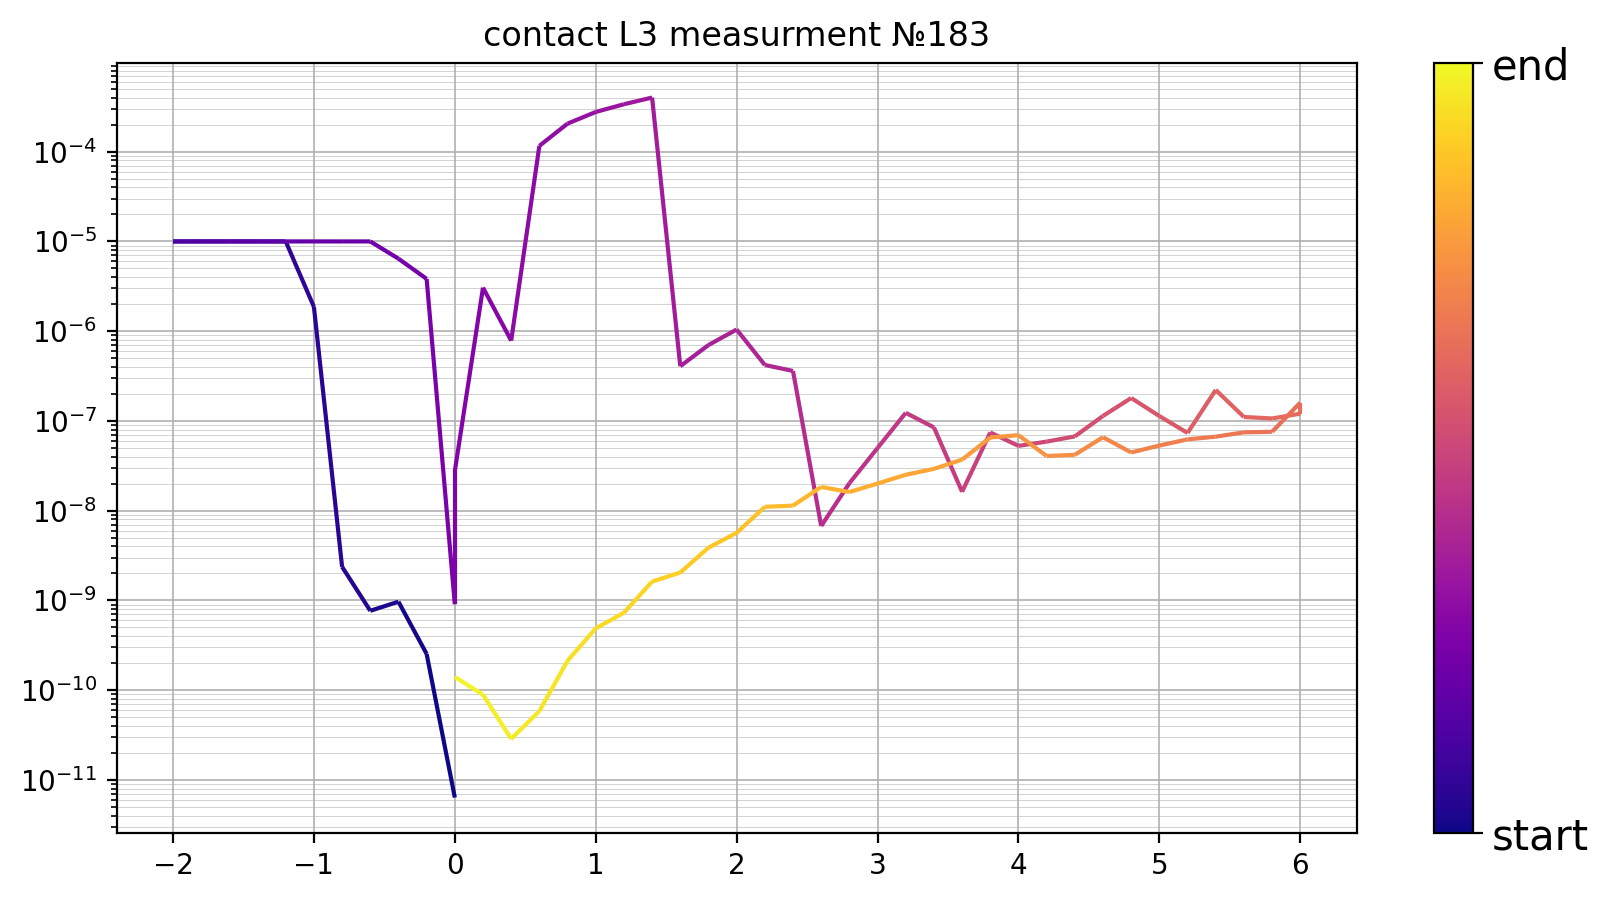 contact L3 measurment №183
end
10⁻⁴
10⁻⁵
10⁻⁶
10⁻⁷
10⁻⁸
10⁻⁹
10⁻¹⁰
10⁻¹¹
start
−2 −1 0 1 2 3 4 5 6